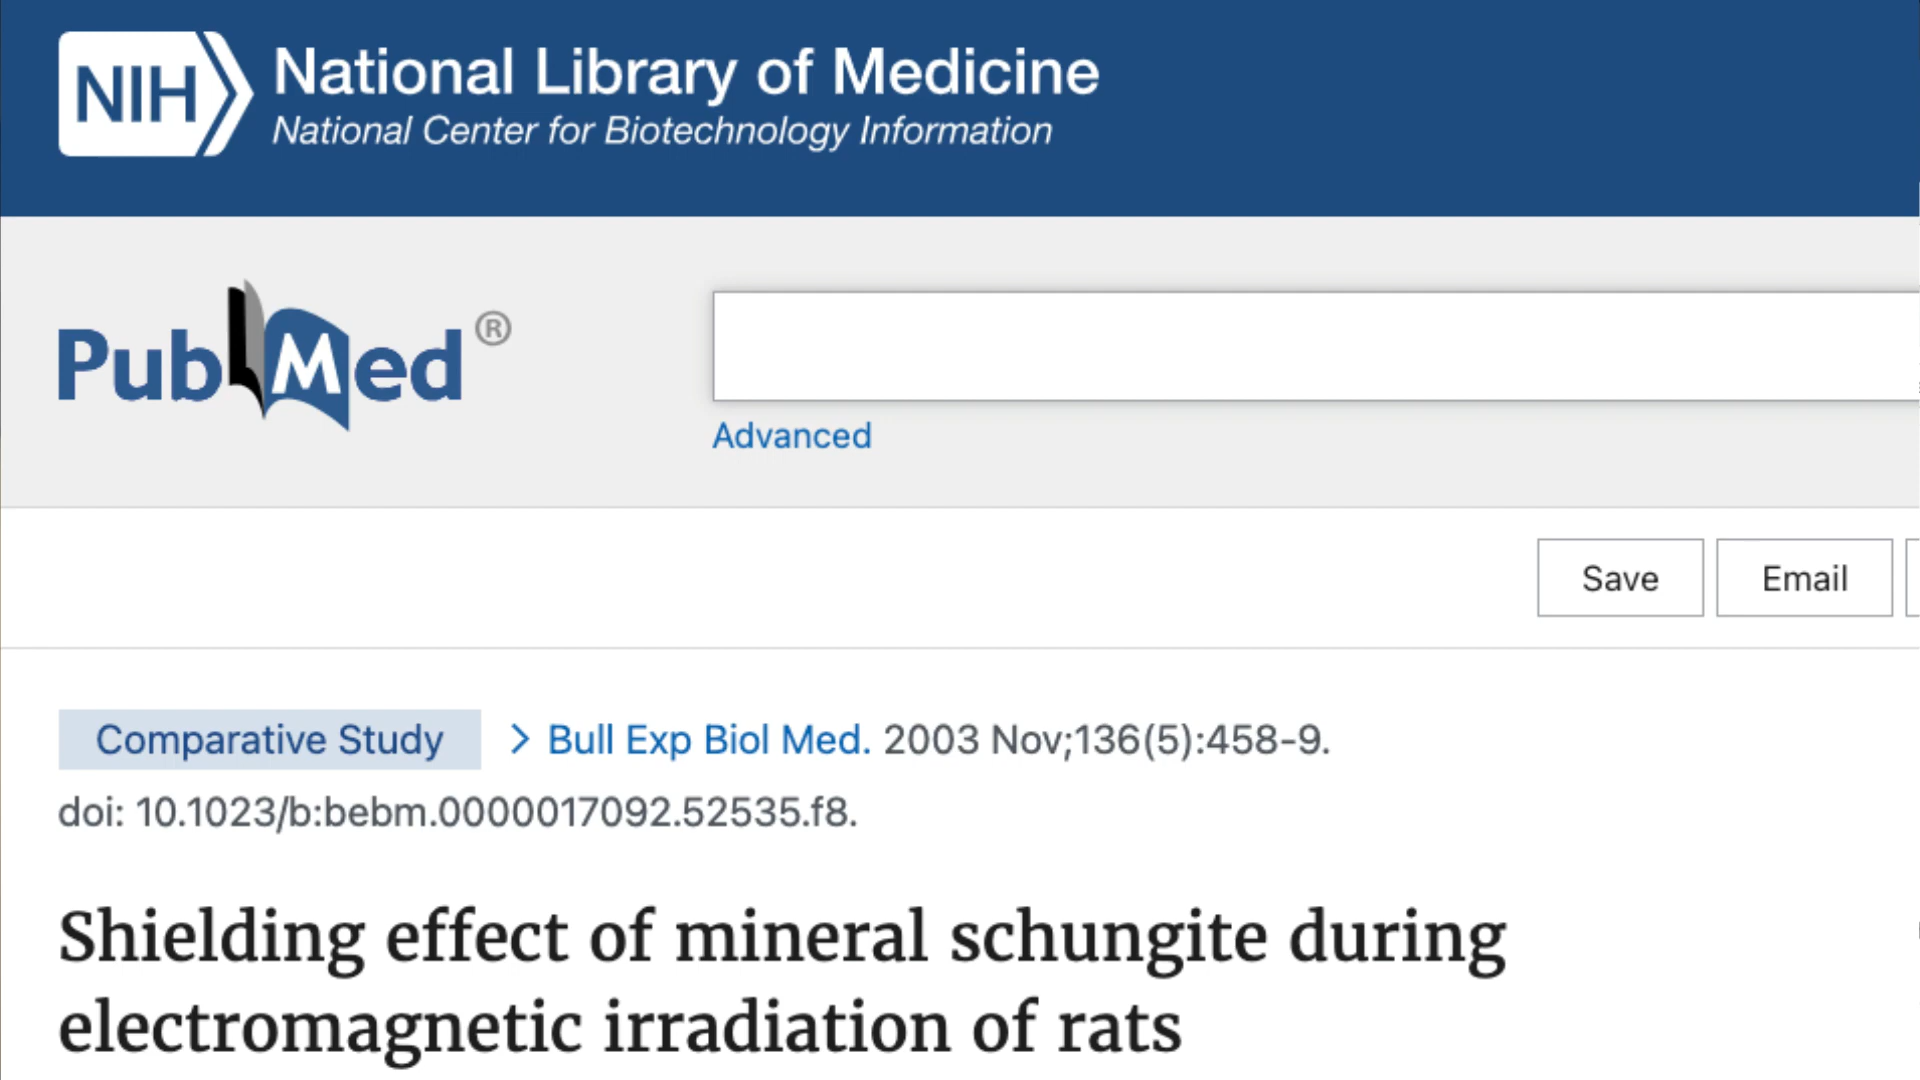 NIH National Library of Medicine
National Center for Biotechnology Information
PubMed®
Advanced
Save Email
Comparative Study > Bull Exp Biol Med. 2003 Nov;136(5):458-9.
doi: 10.1023/b:bebm.0000017092.52535.f8.
Shielding effect of mineral schungite during
electromagnetic irradiation of rats